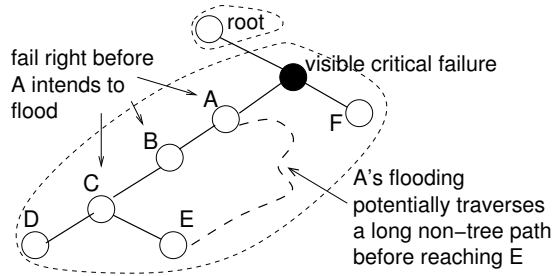 root
fail right before
A intends to
flood
visible critical failure
A
F
B
C
D
E
A's flooding
potentially traverses
a long non−tree path
before reaching E